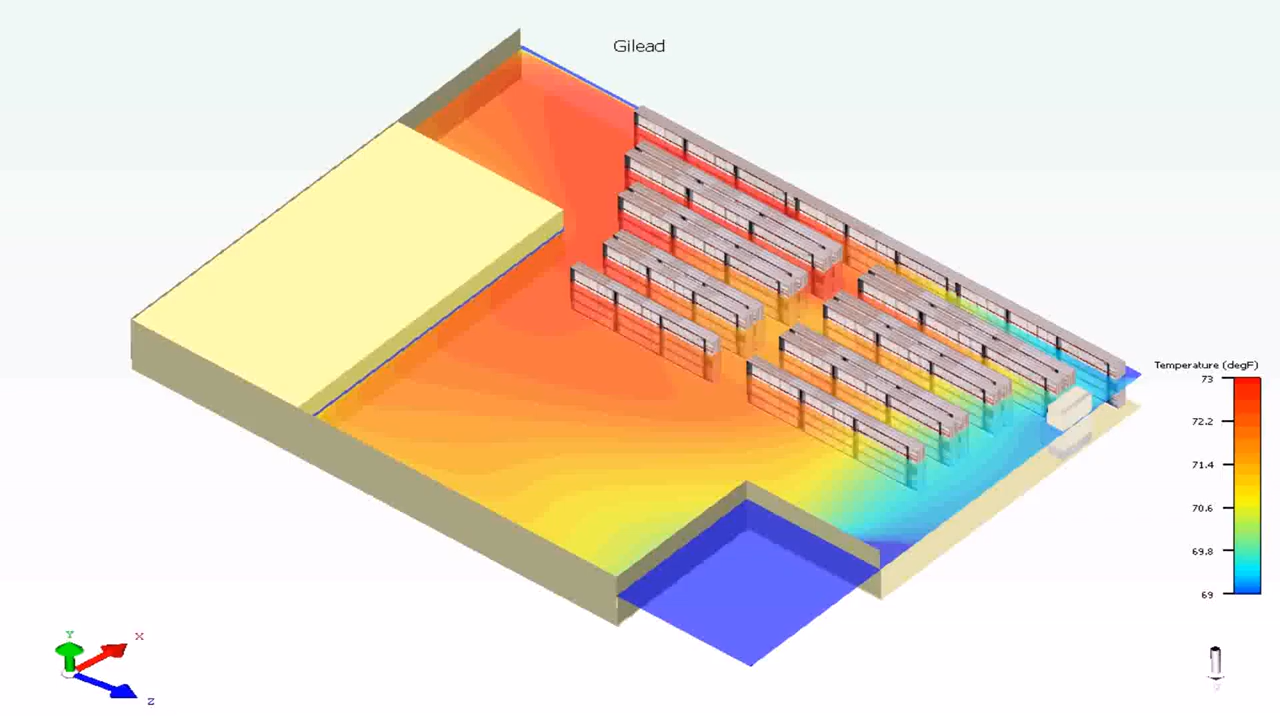 Gilead
Temperature (degF)
73
72.2
71.4
70.6
69.8
69
Y
X
Z